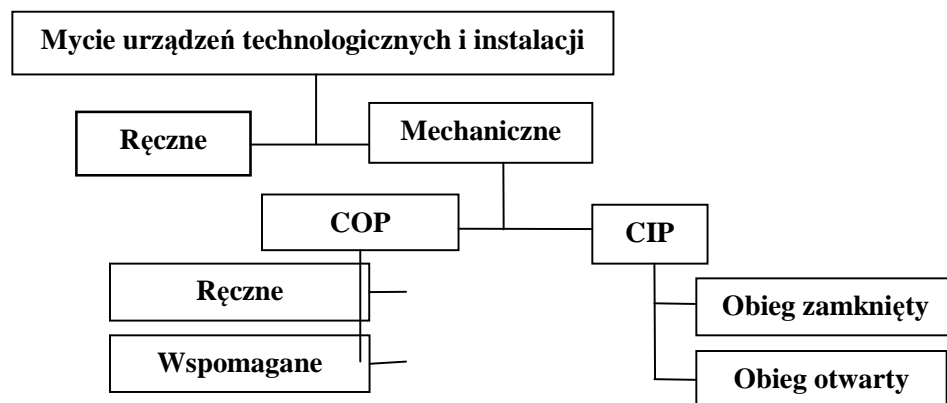 Mycie urządzeń technologicznych i instalacji
Ręczne
Mechaniczne
COP
CIP
Ręczne
Obieg zamknięty
Wspomagane
Obieg otwarty